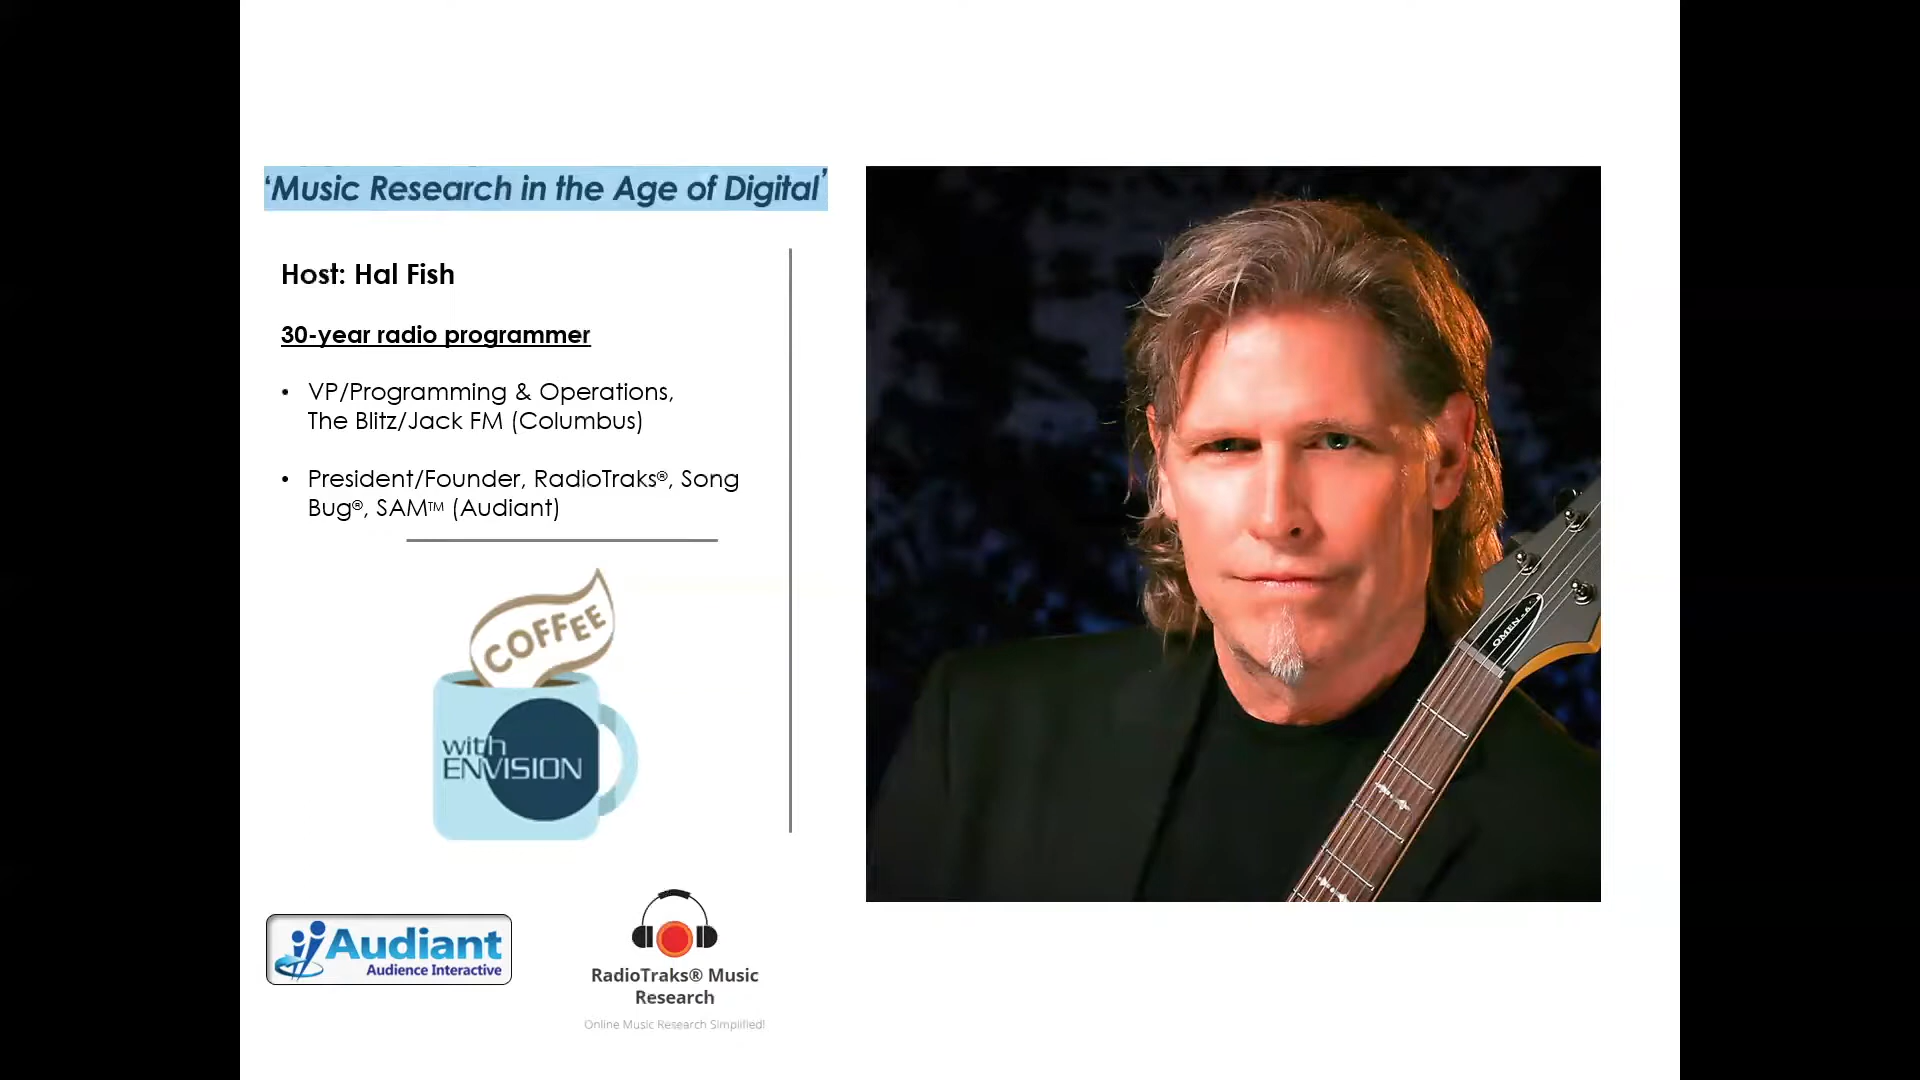 ‘Music Research in the Age of Digital’
Host: Hal Fish
30-year radio programmer
• VP/Programming & Operations,
The Blitz/Jack FM (Columbus)
• President/Founder, RadioTraks®, Song
Bug®, SAM™ (Audiant)
COFFEE
with
ENVISION
Audiant
Audience Interactive
RadioTraks® Music
Research
Online Music Research Simplified!
OMEN-6